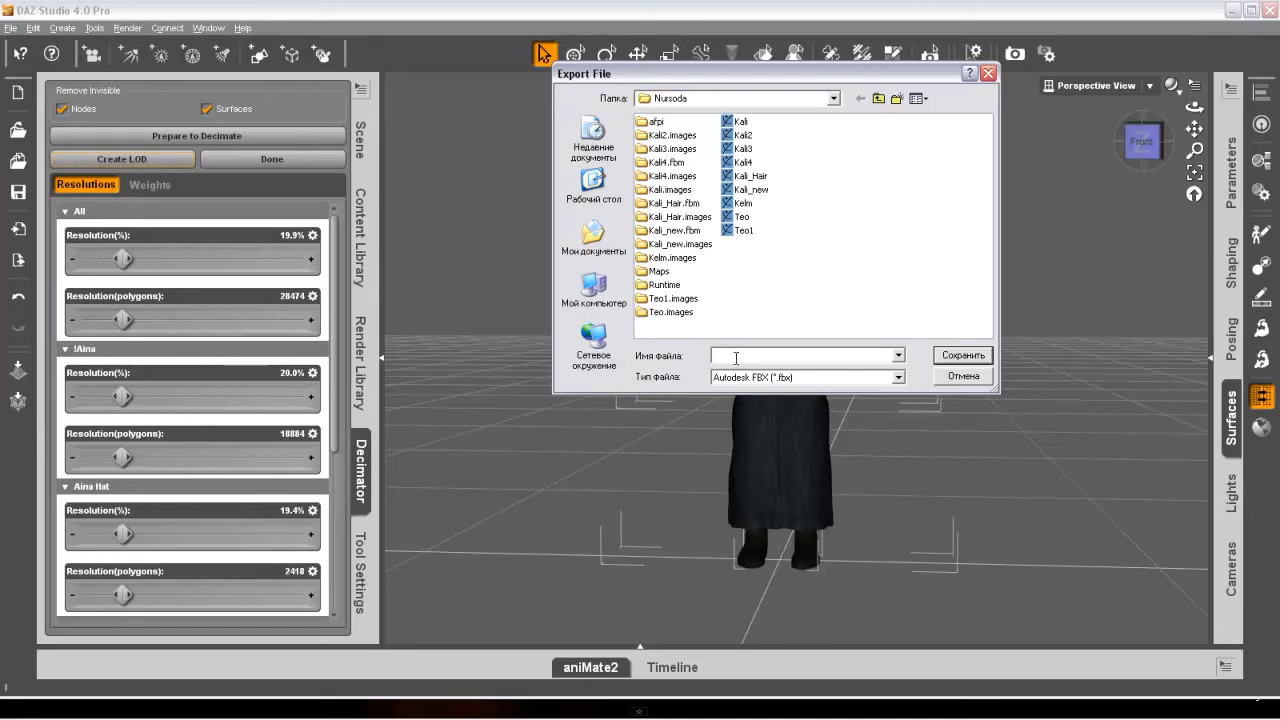 DAZ Studio 4.0 Pro
File Edit Create Tools Render Connect Window Help
Remove Invisible
Nodes Surfaces
Prepare to Decimate
Create LOD Done
Resolutions Weights
All
Resolution(%): 19.9%
Resolution(polygons): 28474
!Aina
Resolution(%): 20.0%
Resolution(polygons): 18884
Aina Hat
Resolution(%): 19.4%
Resolution(polygons): 2418
Scene
Content Library
Render Library
Decimator
Tool Settings
Export File
Папка: Nursoda
Недавние
документы
Рабочий стол
Мои документы
Мой компьютер
Сетевое
окружение
afpi
Kali2.images
Kali3.images
Kali4.fbm
Kali4.images
Kali.images
Kali_Hair.fbm
Kali_Hair.images
Kali_new.fbm
Kali_new.images
Kelm.images
Maps
Runtime
Teo1.images
Teo.images
Kali
Kali2
Kali3
Kali4
Kali_Hair
Kali_new
Kelm
Teo
Teo1
Имя файла:
Сохранить
Тип файла: Autodesk FBX (*.fbx)
Отмена
Perspective View
Front
Parameters
Shaping
Posing
Surfaces
Lights
Cameras
aniMate2 Timeline